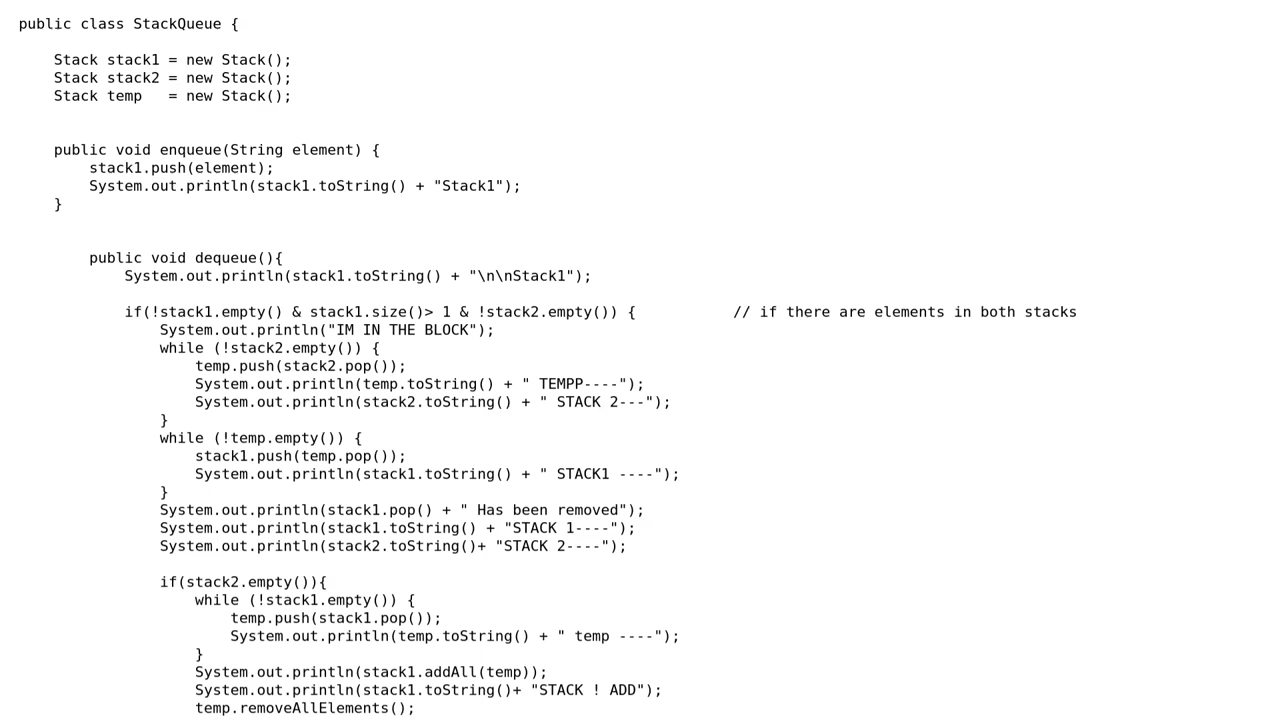 public class StackQueue {
    Stack stack1 = new Stack();
    Stack stack2 = new Stack();
    Stack temp   = new Stack();
    public void enqueue(String element) {
        stack1.push(element);
        System.out.println(stack1.toString() + "Stack1");
    }
        public void dequeue(){
            System.out.println(stack1.toString() + "\n\nStack1");
            if(!stack1.empty() & stack1.size()> 1 & !stack2.empty()) {           // if there are elements in both stacks
                System.out.println("IM IN THE BLOCK");
                while (!stack2.empty()) {
                    temp.push(stack2.pop());
                    System.out.println(temp.toString() + " TEMPP----");
                    System.out.println(stack2.toString() + " STACK 2---");
                }
                while (!temp.empty()) {
                    stack1.push(temp.pop());
                    System.out.println(stack1.toString() + " STACK1 ----");
                }
                System.out.println(stack1.pop() + " Has been removed");
                System.out.println(stack1.toString() + "STACK 1----");
                System.out.println(stack2.toString()+ "STACK 2----");
                if(stack2.empty()){
                    while (!stack1.empty()) {
                        temp.push(stack1.pop());
                        System.out.println(temp.toString() + " temp ----");
                    }
                    System.out.println(stack1.addAll(temp));
                    System.out.println(stack1.toString()+ "STACK ! ADD");
                    temp.removeAllElements();